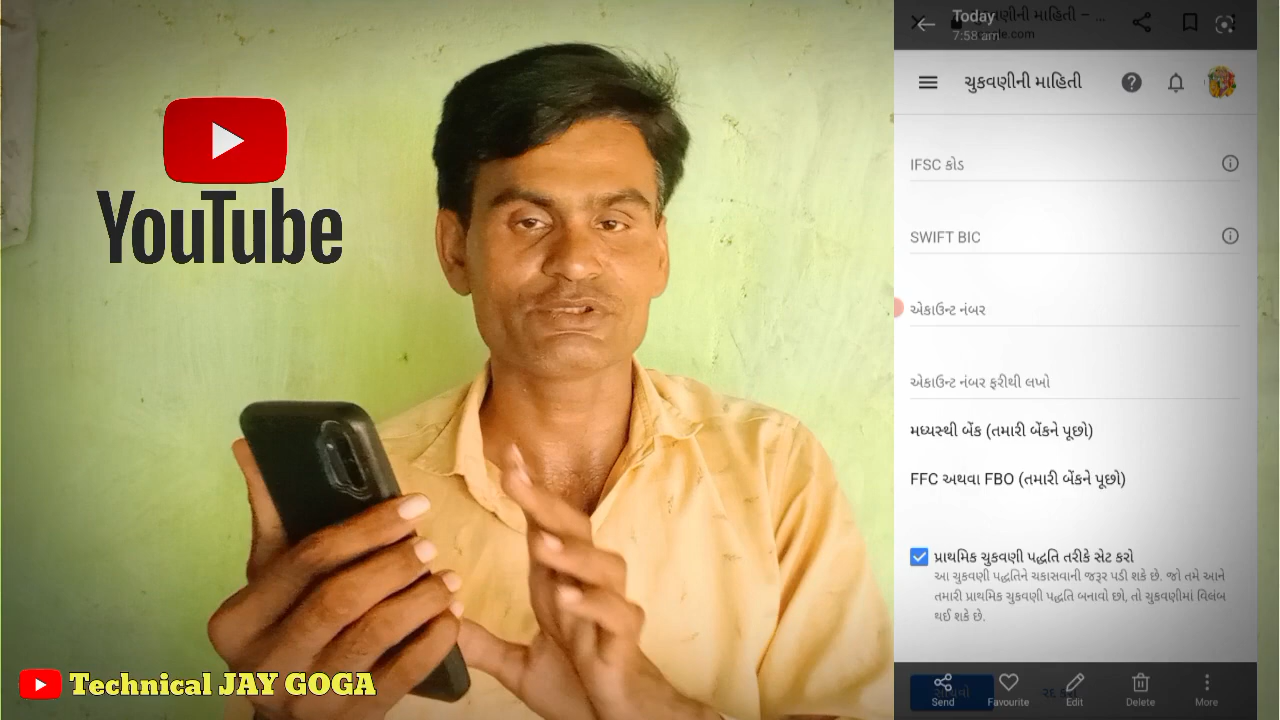 YouTube
Technical JAY GOGA
Today
ચુકવણીની માહિતી – ...
7:58 am
ચુકવણીની માહિતી
IFSC કોડ
SWIFT BIC
એકાઉન્ટ નંબર
એકાઉન્ટ નંબર ફરીથી લખો
મધ્યસ્થી બેંક (તમારી બેંકને પૂછો)
FFC અથવા FBO (તમારી બેંકને પૂછો)
પ્રાથમિક ચુકવણી પદ્ધતિ તરીકે સેટ કરો
આ ચુકવણી પદ્ધતિને ચકાસવાની જરૂર પડી શકે છે. જો તમે આને
તમારી પ્રાથમિક ચુકવણી પદ્ધતિ બનાવો છો, તો ચુકવણીમાં વિલંબ
થઈ શકે છે.
Send
Favourite
Edit
Delete
More